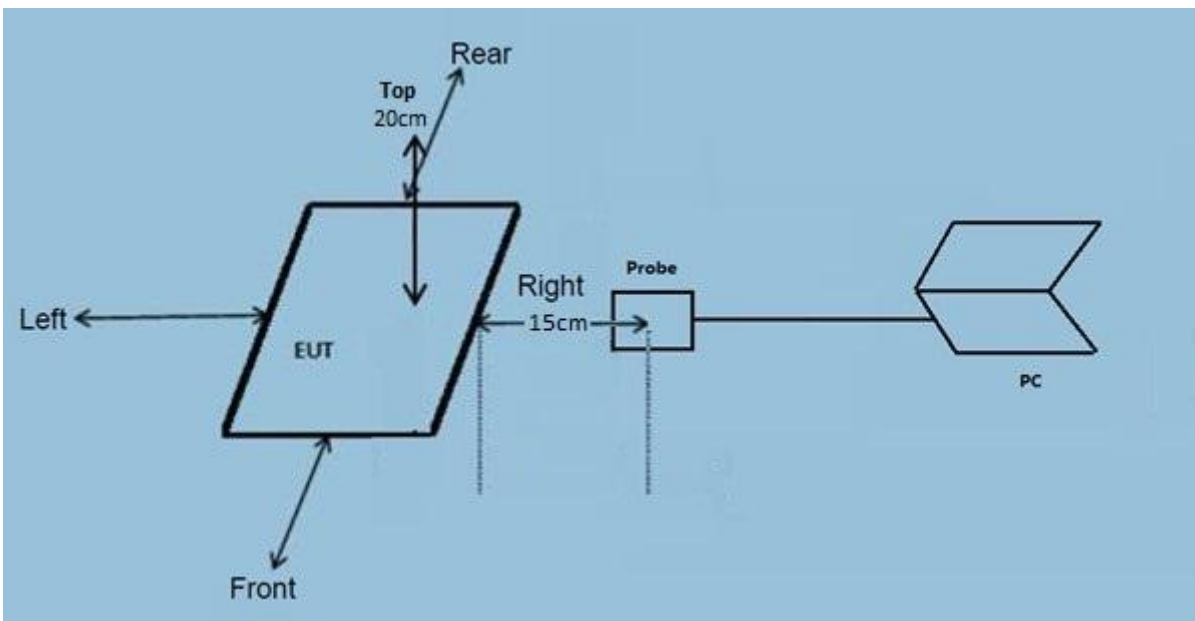 Rear
Top
20cm
Probe
Right
15cm
Left
EUT
PC
Front